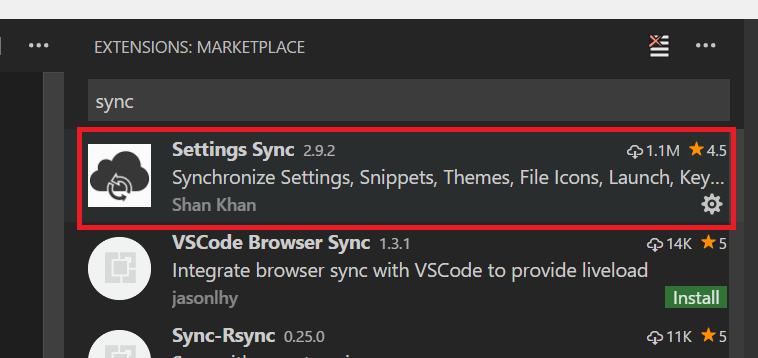 EXTENSIONS: MARKETPLACE
sync
Settings Sync 2.9.2 1.1M 4.5
Synchronize Settings, Snippets, Themes, File Icons, Launch, Key...
Shan Khan
VSCode Browser Sync 1.3.1 14K 5
Integrate browser sync with VSCode to provide liveload
jasonlhy Install
Sync-Rsync 0.25.0 11K 5